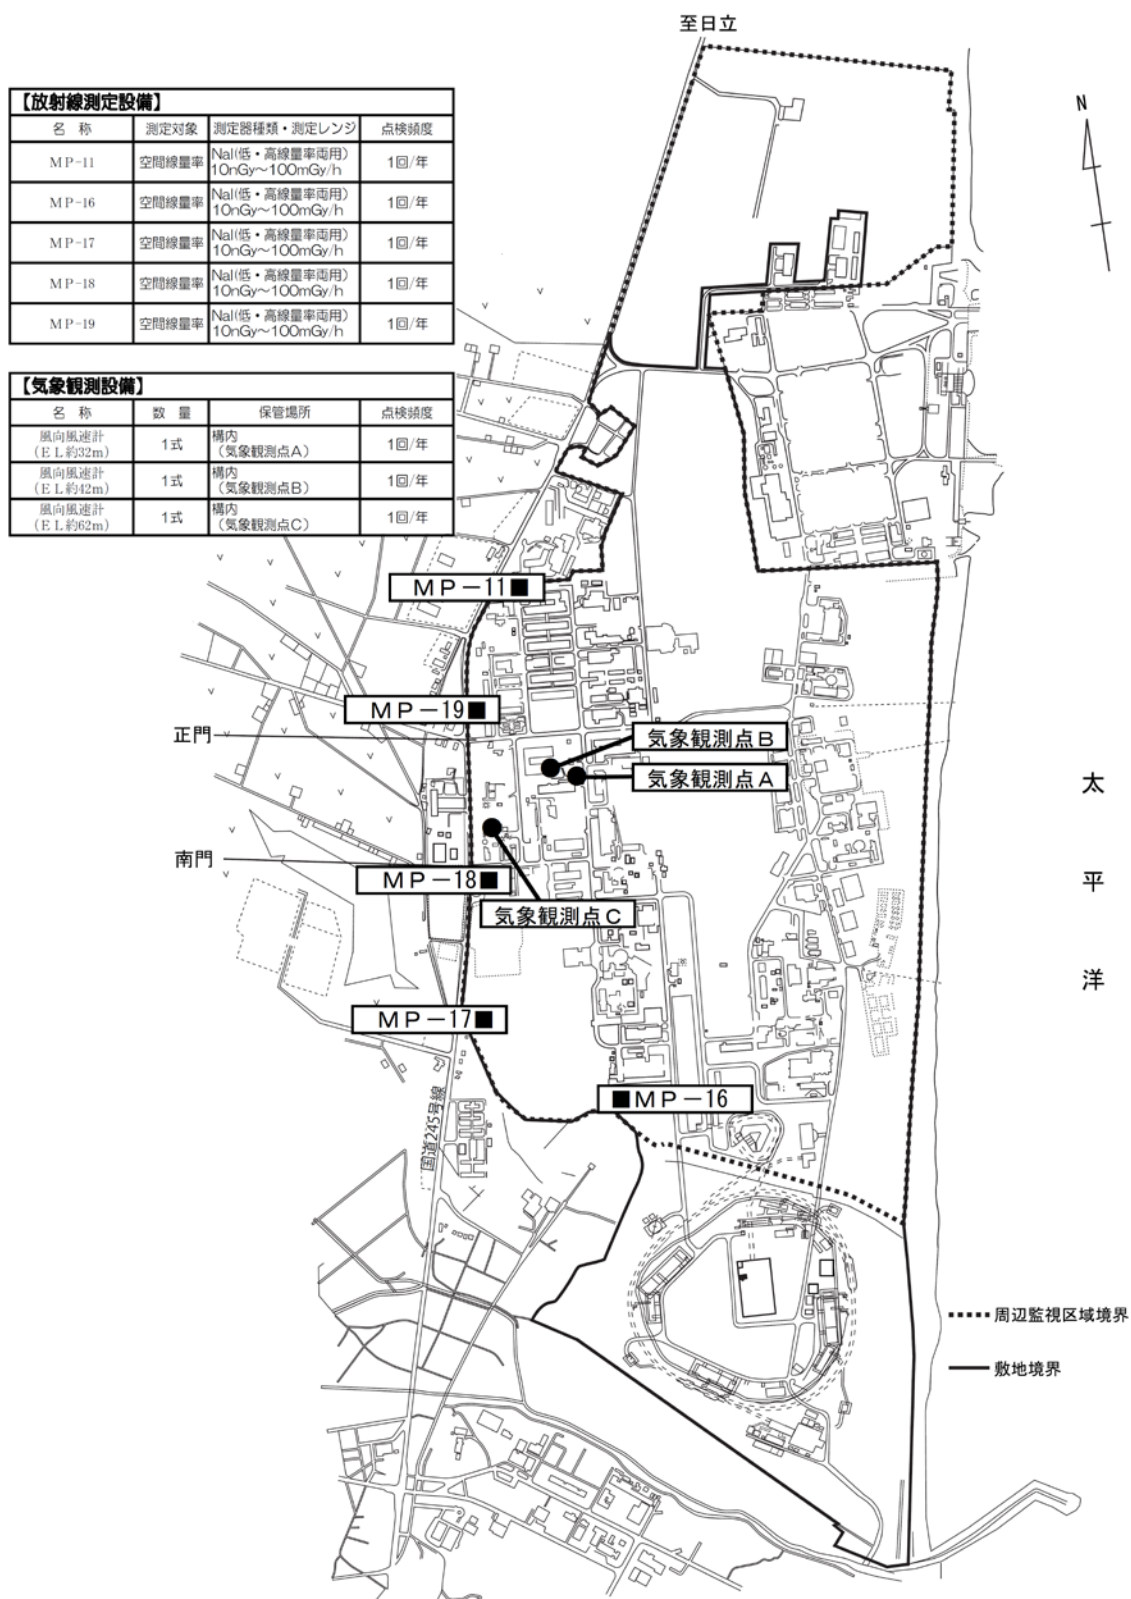 至日立
N
【放射線測定設備】
名 称 測定対象 測定器種類・測定レンジ 点検頻度
MP-11 空間線量率 NaI(低・高線量率両用) 10nGy～100mGy/h 1回/年
MP-16 空間線量率 NaI(低・高線量率両用) 10nGy～100mGy/h 1回/年
MP-17 空間線量率 NaI(低・高線量率両用) 10nGy～100mGy/h 1回/年
MP-18 空間線量率 NaI(低・高線量率両用) 10nGy～100mGy/h 1回/年
MP-19 空間線量率 NaI(低・高線量率両用) 10nGy～100mGy/h 1回/年
【気象観測設備】
名 称 数 量 保管場所 点検頻度
風向風速計 (EL約32m) 1式 構内 (気象観測点A) 1回/年
風向風速計 (EL約42m) 1式 構内 (気象観測点B) 1回/年
風向風速計 (EL約62m) 1式 構内 (気象観測点C) 1回/年
MP－11■
MP－19■
正門
気象観測点B
気象観測点A
太平洋
南門
MP－18■
気象観測点C
MP－17■
■MP－16
国道245号線
周辺監視区域境界
敷地境界